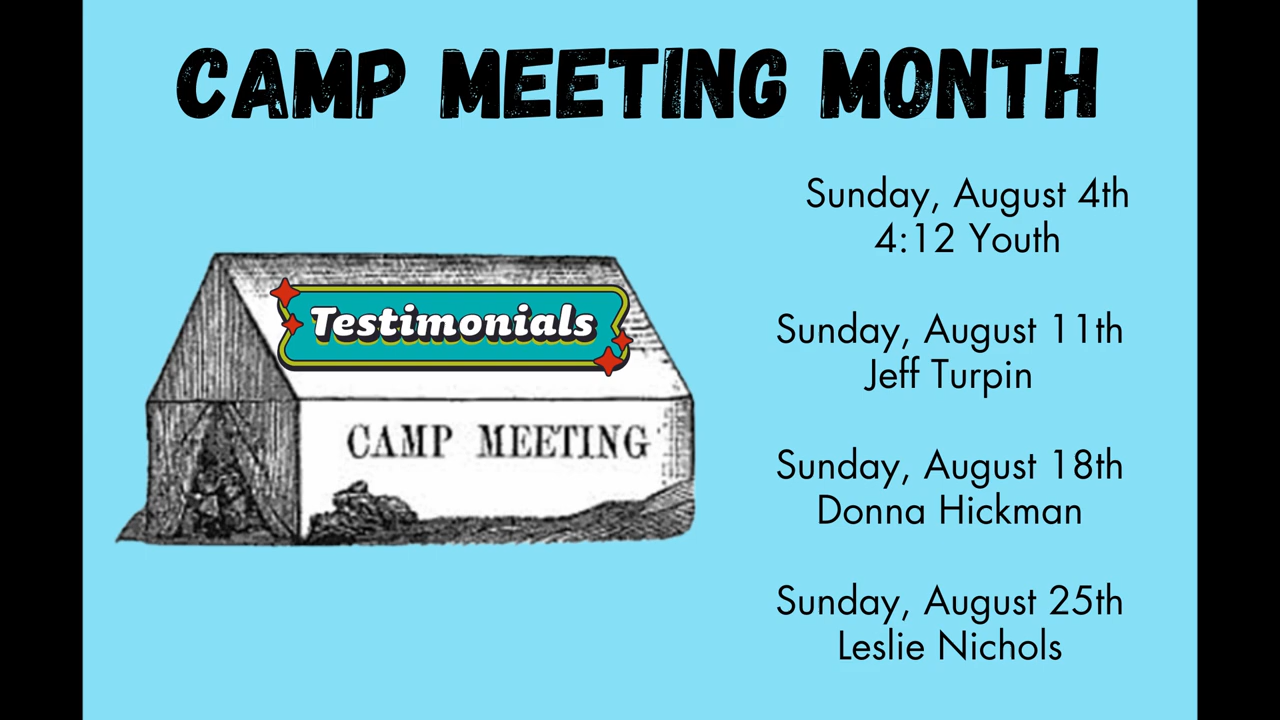 CAMP MEETING MONTH
Testimonials
CAMP MEETING
Sunday, August 4th
4:12 Youth
Sunday, August 11th
Jeff Turpin
Sunday, August 18th
Donna Hickman
Sunday, August 25th
Leslie Nichols